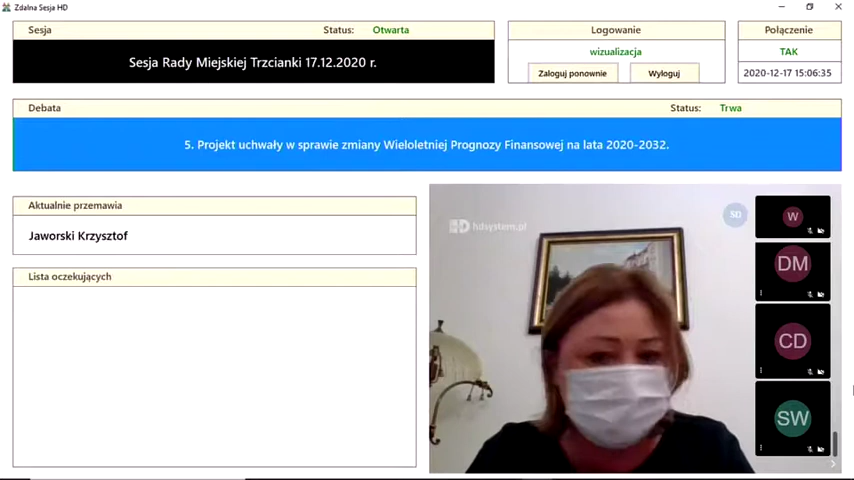 Zdalna Sesja HD
Sesja
Status: Otwarta
Sesja Rady Miejskiej Trzcianki 17.12.2020 r.
Logowanie
wizualizacja
Zaloguj ponownie
Wyloguj
Połączenie
TAK
2020-12-17 15:06:35
Debata
Status: Trwa
5. Projekt uchwały w sprawie zmiany Wieloletniej Prognozy Finansowej na lata 2020-2032.
Aktualnie przemawia
Jaworski Krzysztof
Lista oczekujących
HD hdsystem.pl
SD
W
DM
CD
SW